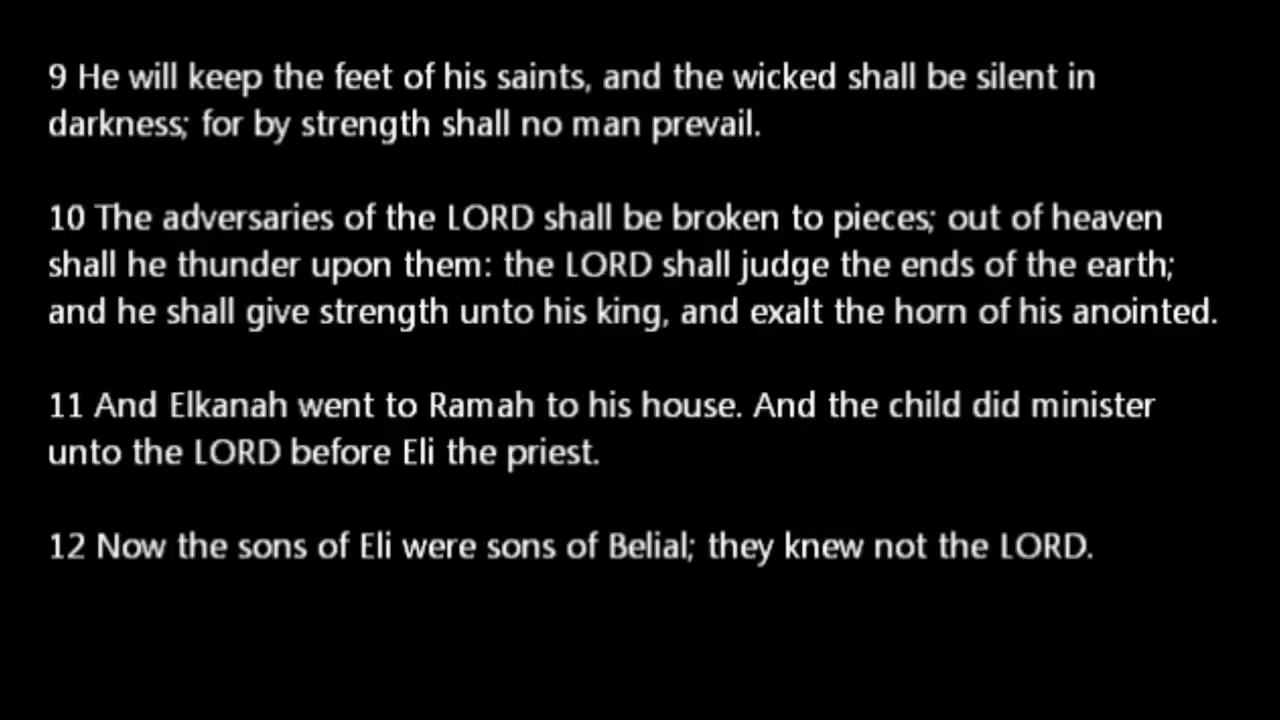 9 He will keep the feet of his saints, and the wicked shall be silent in
darkness; for by strength shall no man prevail.
10 The adversaries of the LORD shall be broken to pieces; out of heaven
shall he thunder upon them: the LORD shall judge the ends of the earth;
and he shall give strength unto his king, and exalt the horn of his anointed.
11 And Elkanah went to Ramah to his house. And the child did minister
unto the LORD before Eli the priest.
12 Now the sons of Eli were sons of Belial; they knew not the LORD.